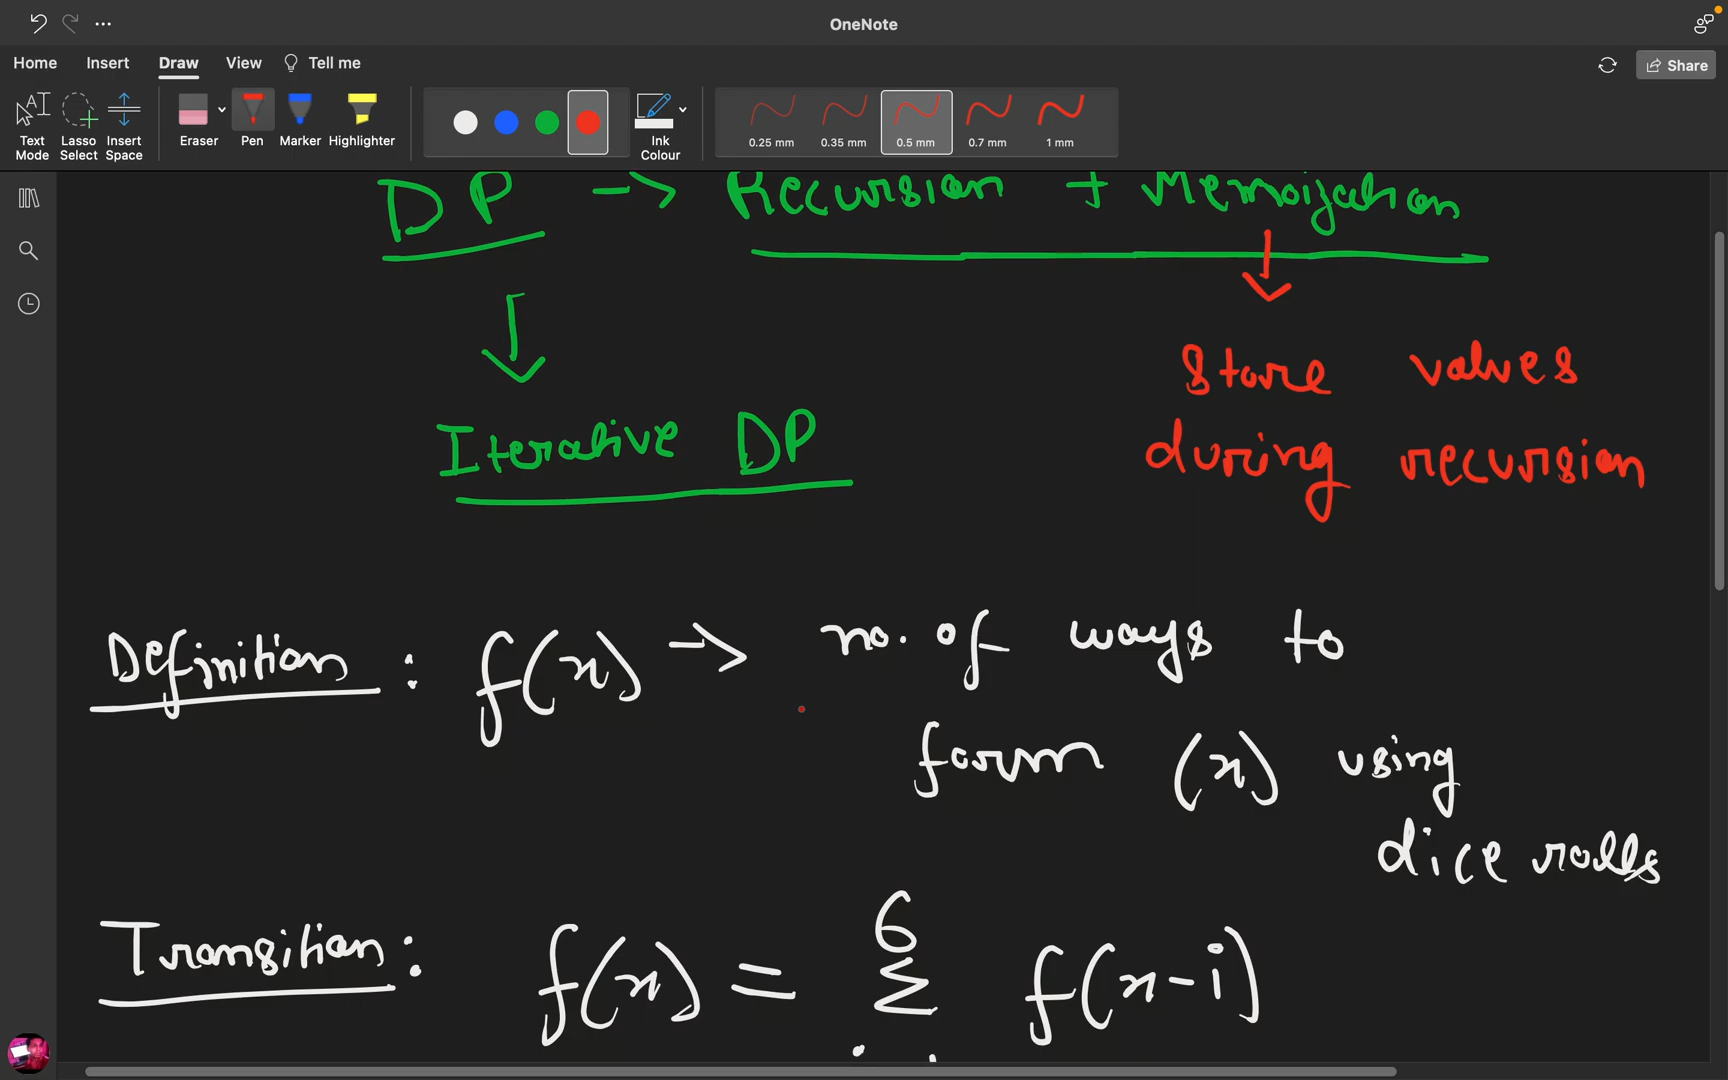 OneNote
Home Insert Draw View Tell me
Share
Text Mode
Lasso Select
Insert Space
Eraser
Pen
Marker
Highlighter
Ink Colour
0.25 mm
0.35 mm
0.5 mm
0.7 mm
1 mm
DP -> Recursion + Memoization
↓
↓
store values
during recursion
Iterative DP
Definition : f(x) -> no. of ways to
form (x) using
dice rolls
Transition : f(x) = 6 Σ f(x-i)